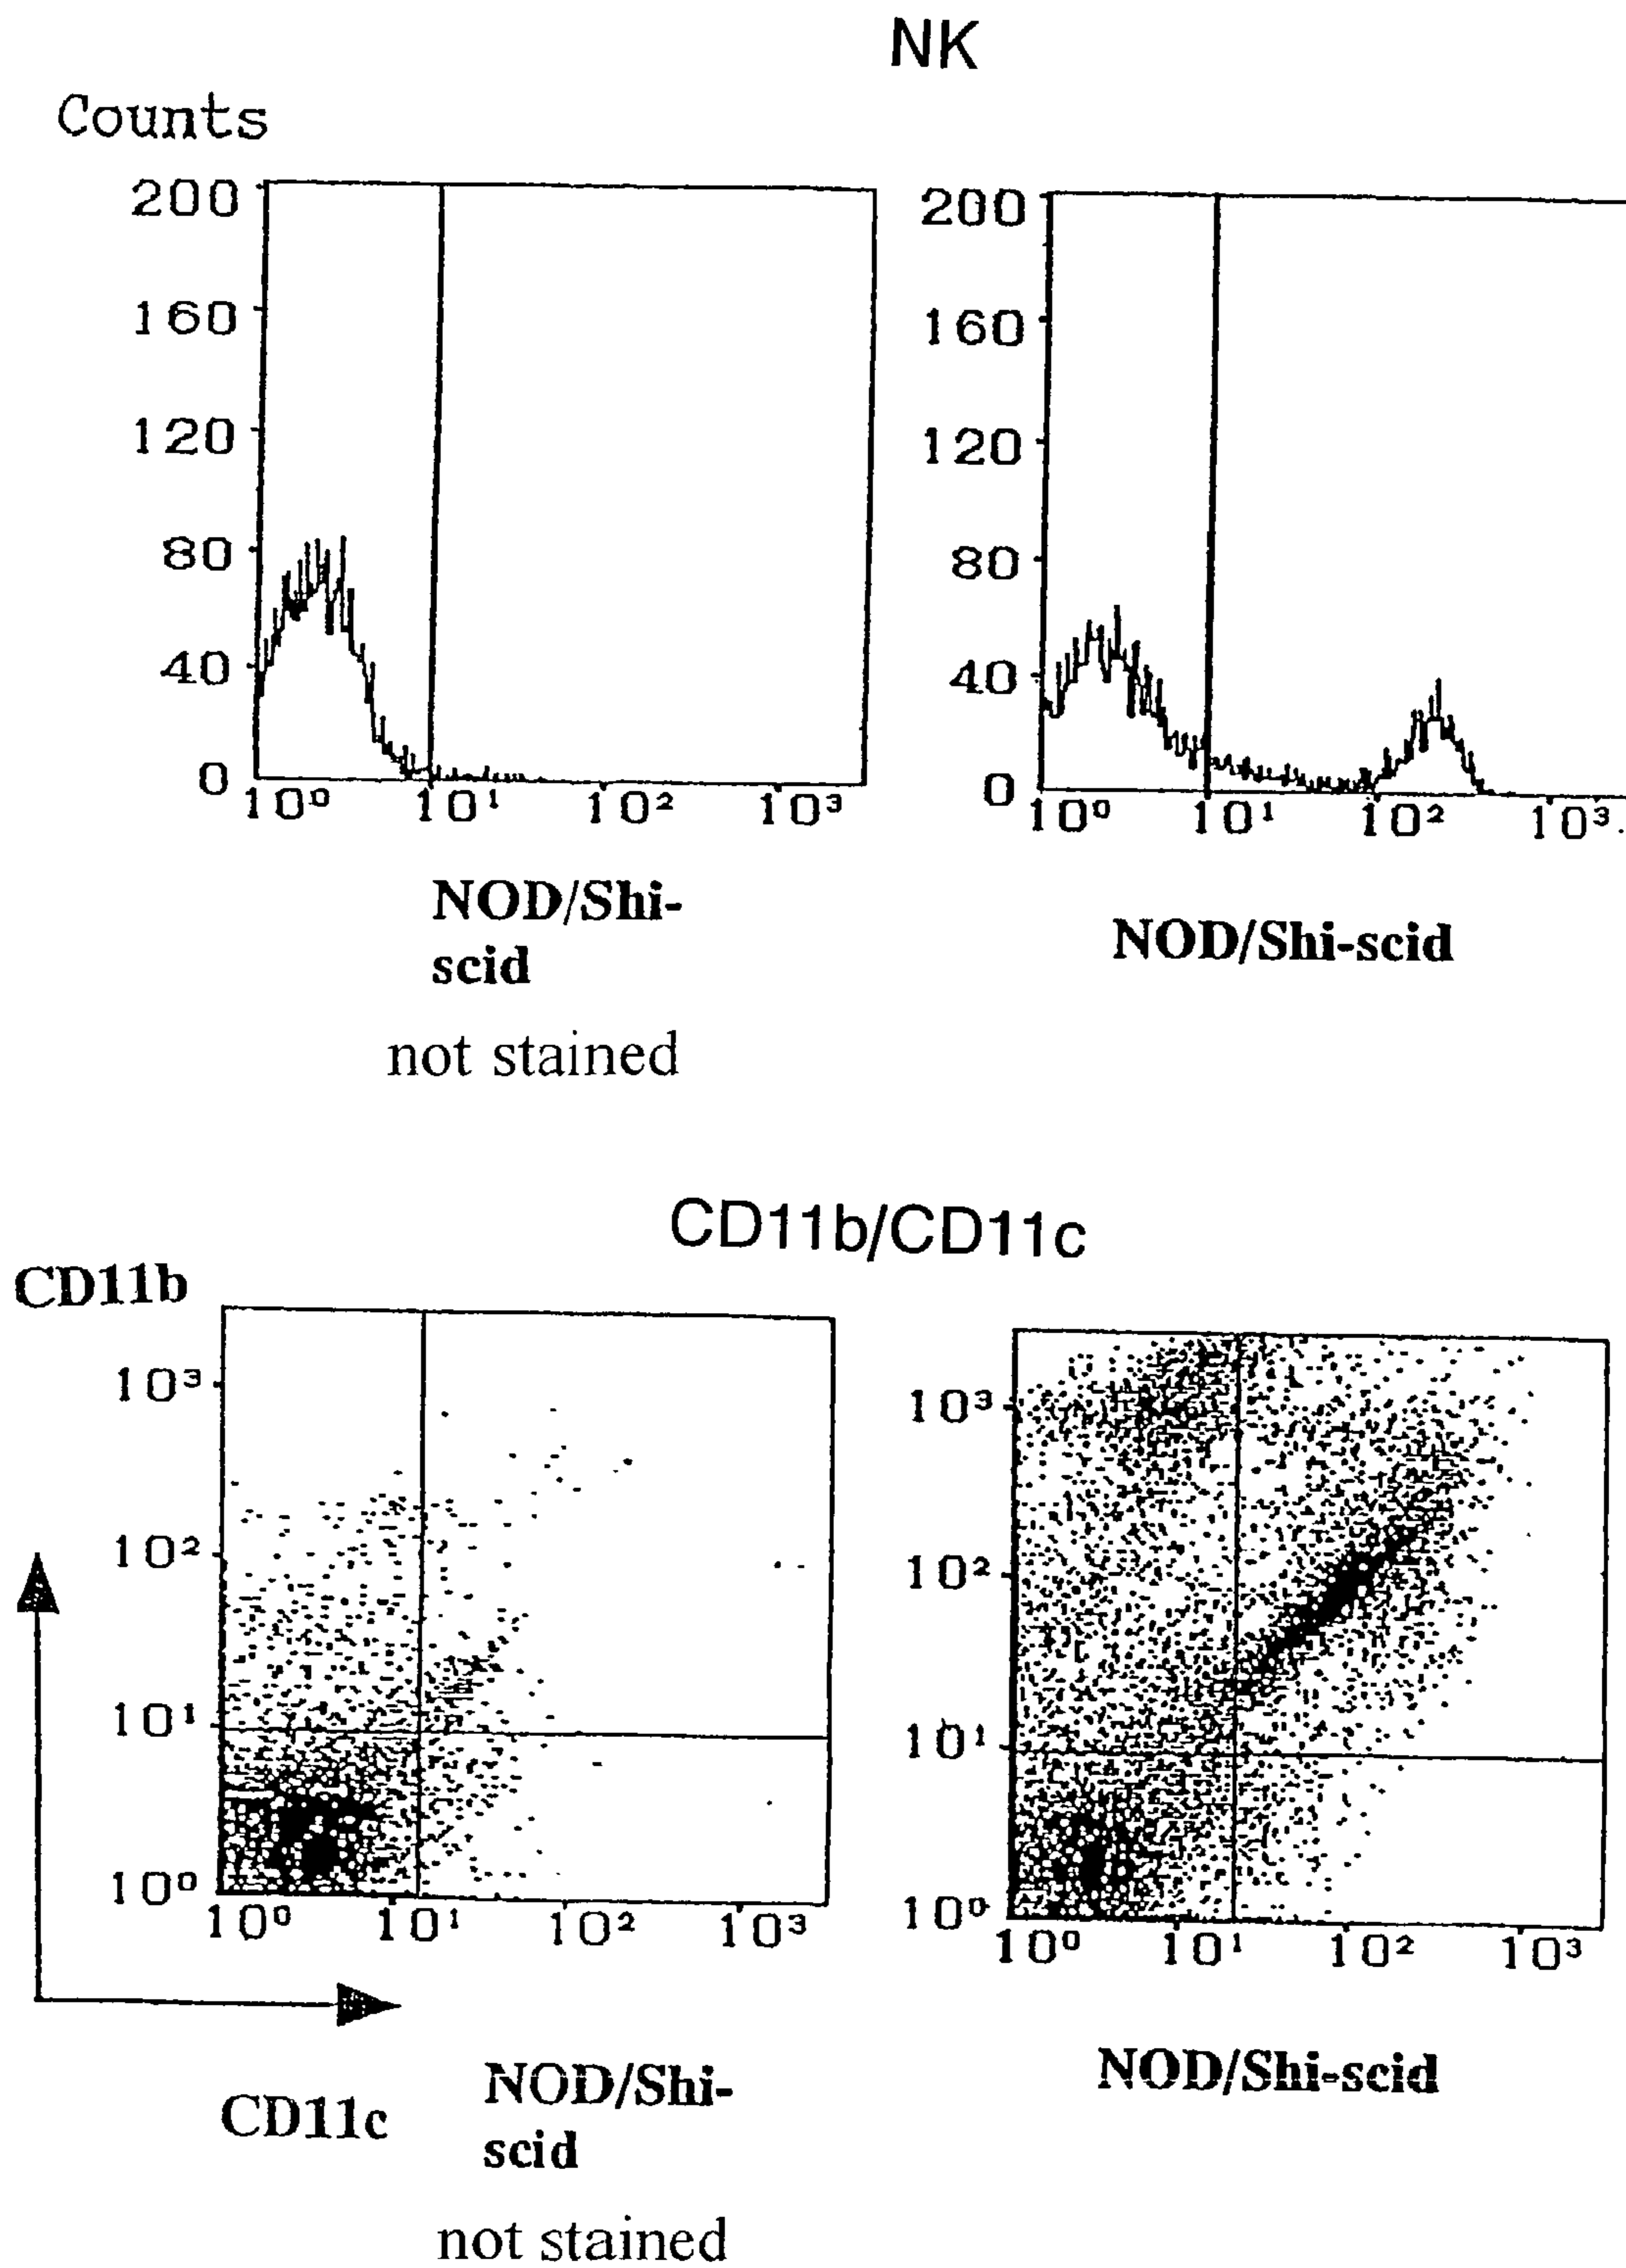 NK
Counts
200
160
120
80
40
0
10⁰ 10¹ 10² 10³
NOD/Shi-
scid
not stained
200
160
120
80
40
0
10⁰ 10¹ 10² 10³
NOD/Shi-scid
CD11b/CD11c
CD11b
10³
10²
10¹
10⁰
10⁰ 10¹ 10² 10³
CD11c
NOD/Shi-
scid
not stained
10³
10²
10¹
10⁰
10⁰ 10¹ 10² 10³
NOD/Shi-scid